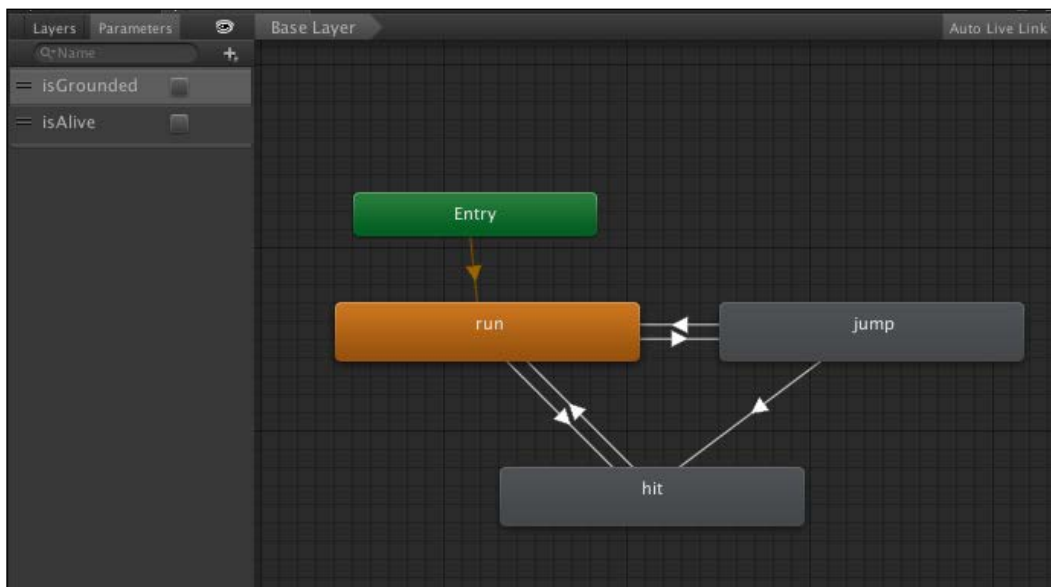 Layers Parameters Base Layer Auto Live Link
Name
isGrounded
isAlive
Entry
run jump
hit